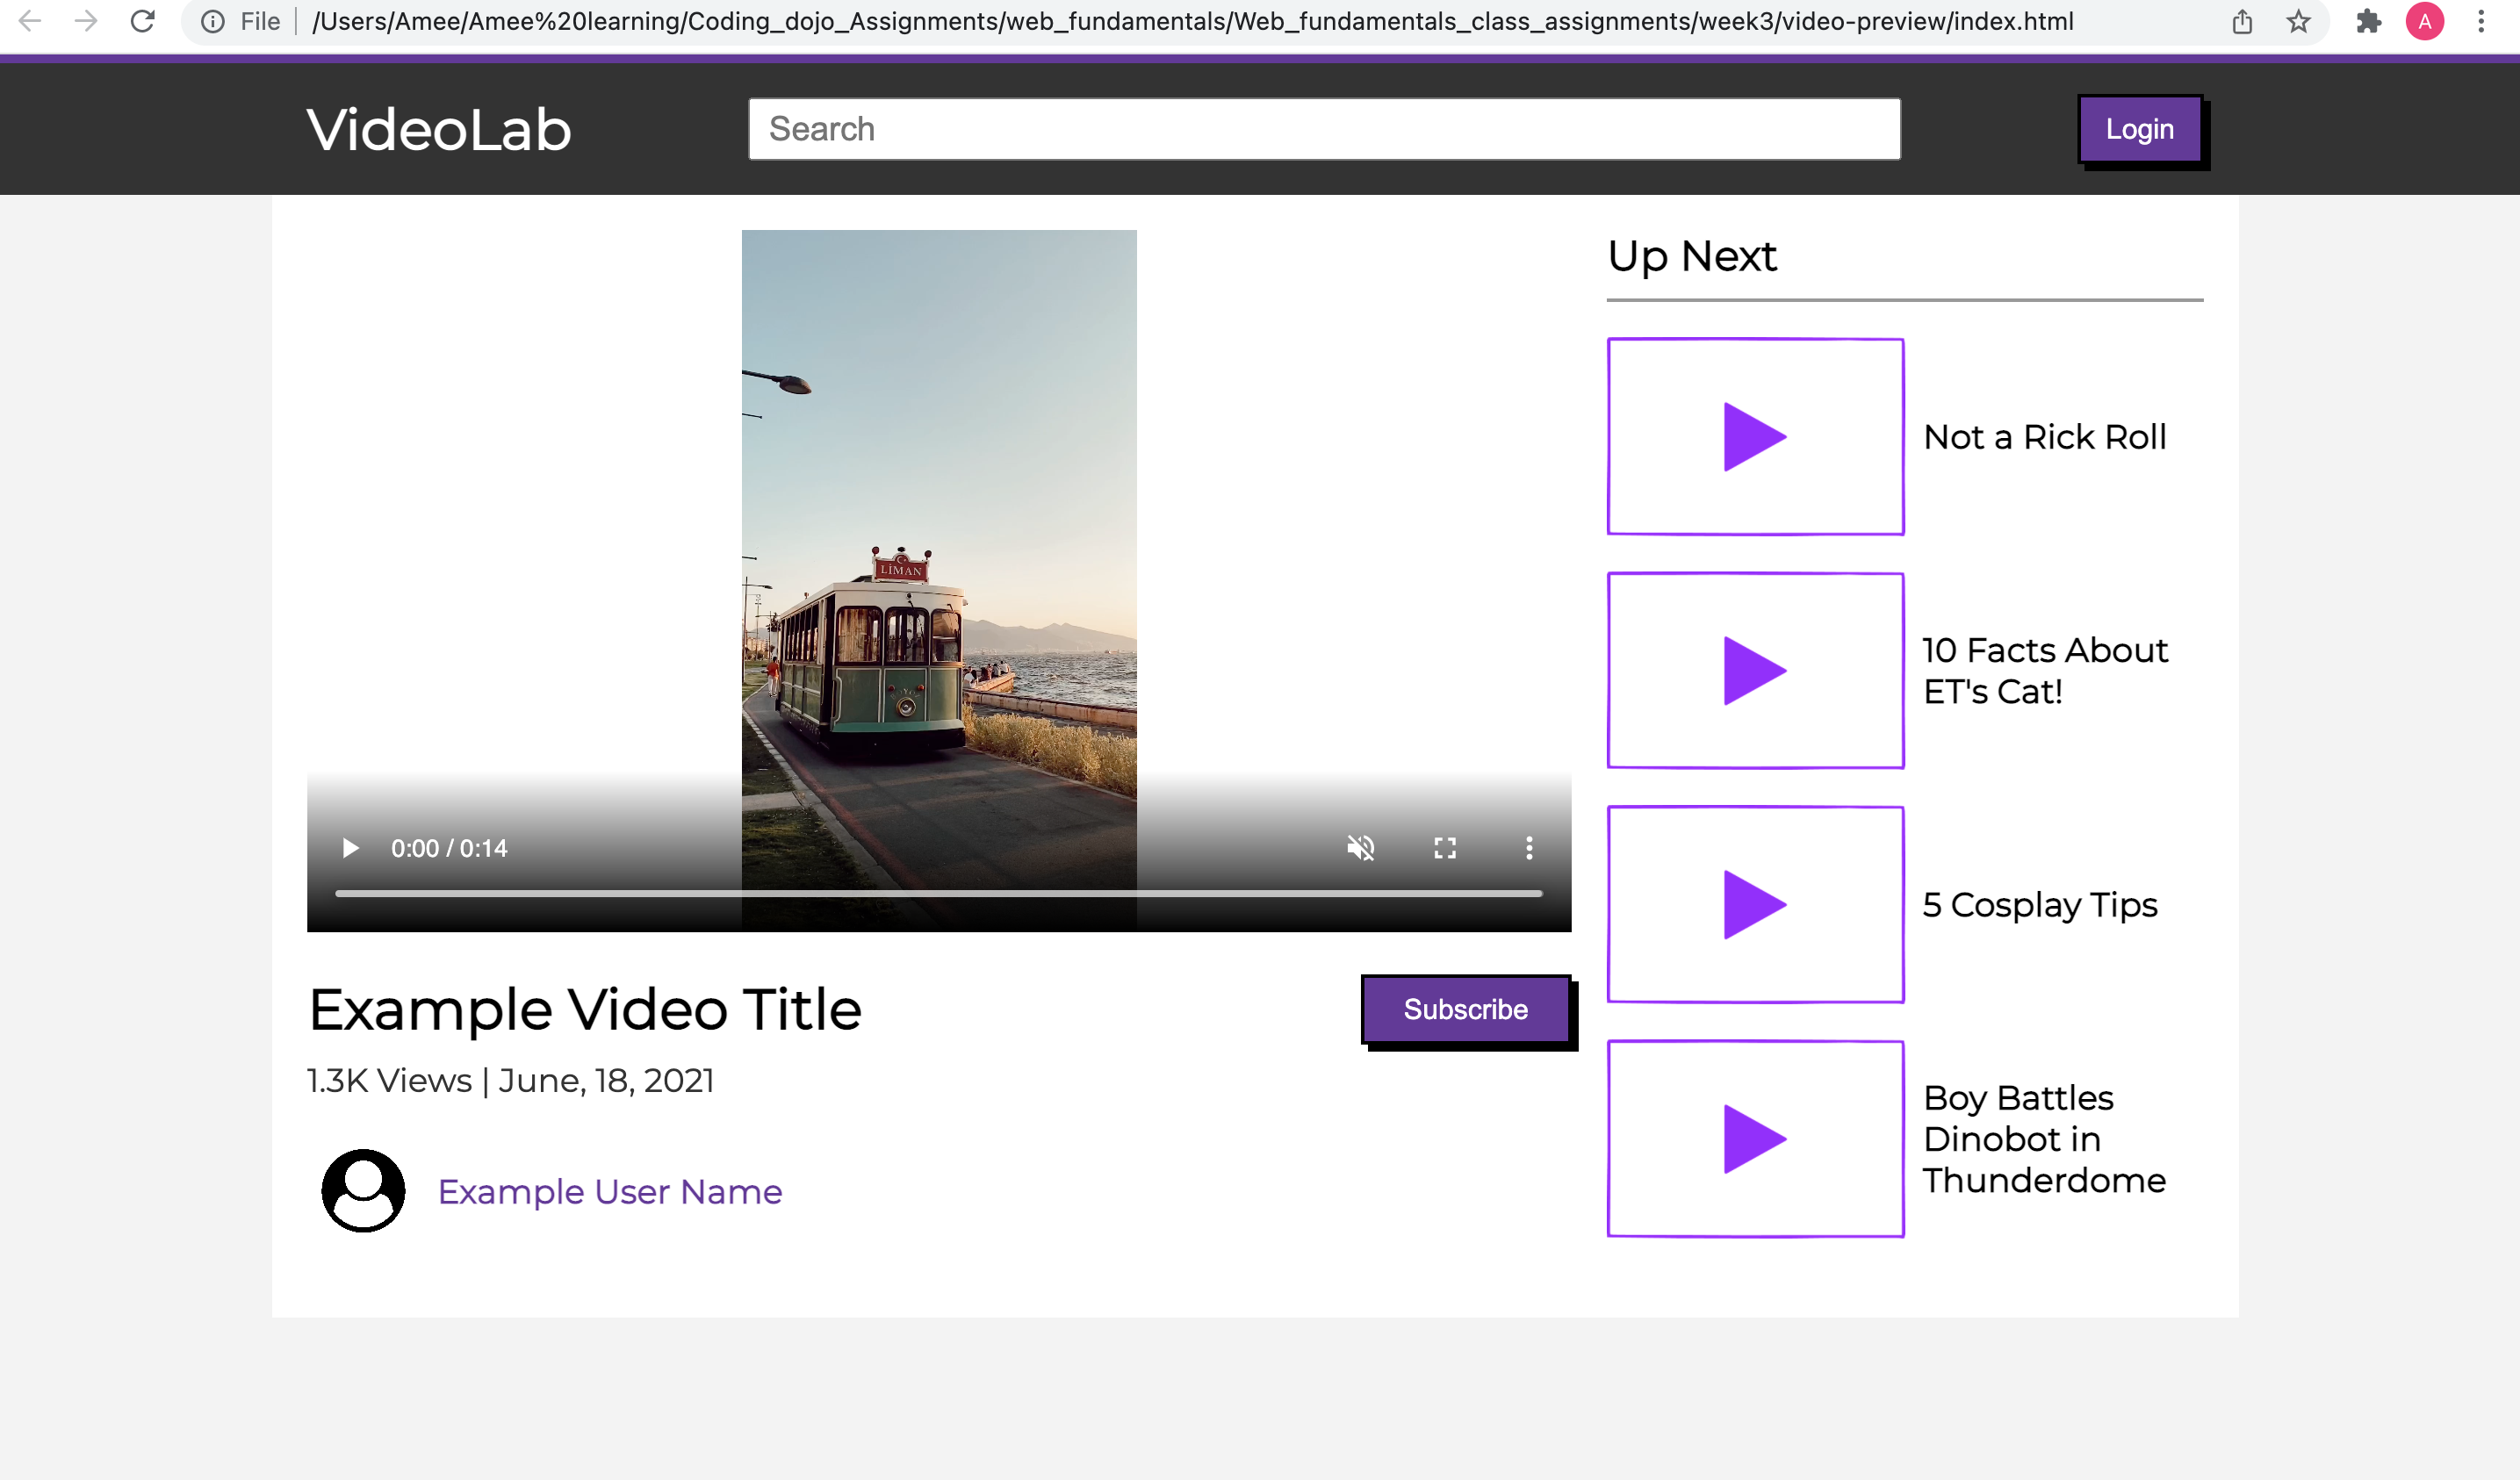 File
/Users/Amee/Amee%20learning/Coding_dojo_Assignments/web_fundamentals/Web_fundamentals_class_assignments/week3/video-preview/index.html
A
VideoLab
Search
Login
LİMAN
0:00 / 0:14
Example Video Title
Subscribe
1.3K Views | June, 18, 2021
Example User Name
Up Next
Not a Rick Roll
10 Facts About
ET's Cat!
5 Cosplay Tips
Boy Battles
Dinobot in
Thunderdome